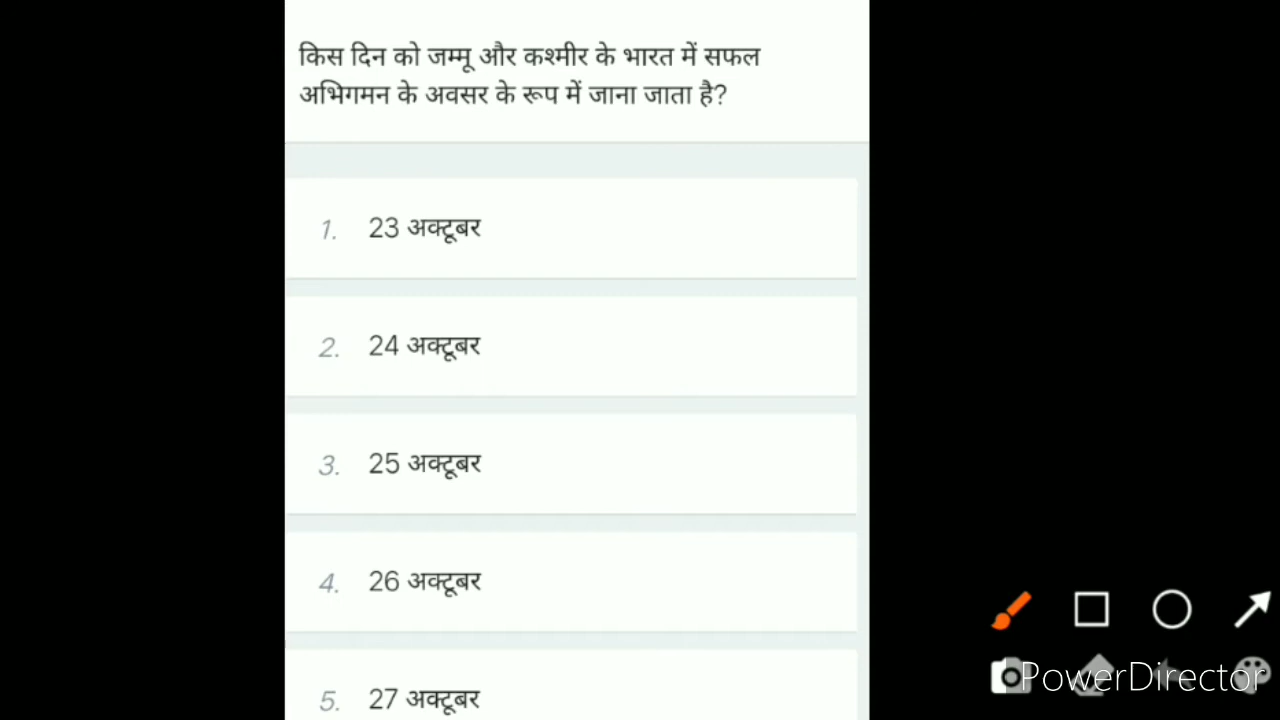 किस दिन को जम्मू और कश्मीर के भारत में सफल
अभिगमन के अवसर के रूप में जाना जाता है?
1. 23 अक्टूबर
2. 24 अक्टूबर
3. 25 अक्टूबर
4. 26 अक्टूबर
5. 27 अक्टूबर
PowerDirector